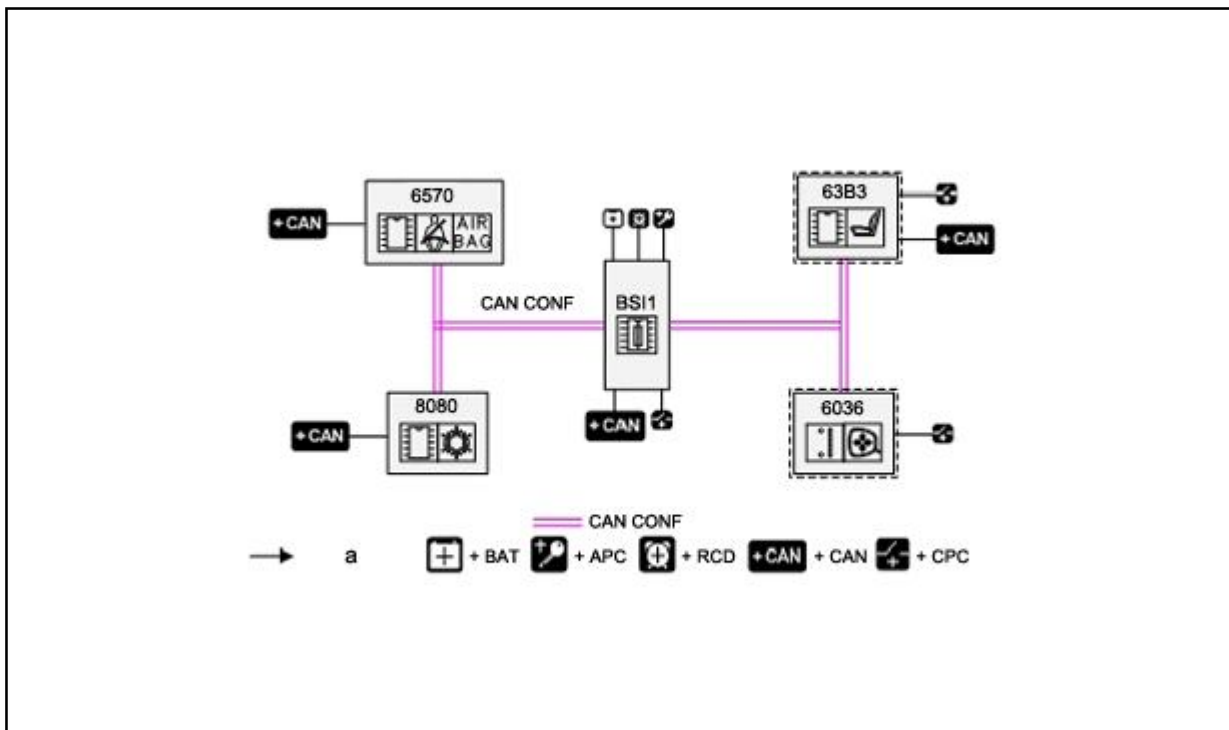 6570
AIR
BAG
+ CAN
63B3
+ CAN
CAN CONF
BSI1
8080
+ CAN
+ CAN
6036
CAN CONF
a + BAT + APC + RCD + CAN + CAN + CPC